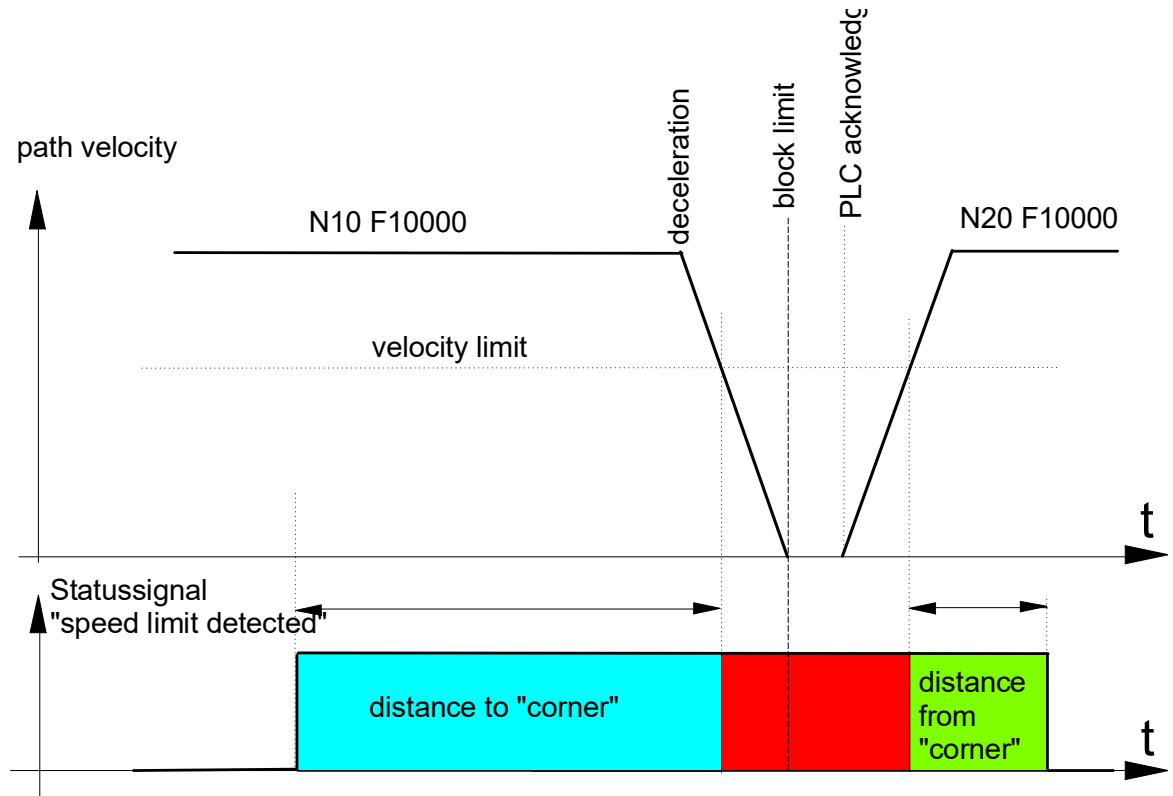 path velocity
N10 F10000
deceleration
block limit
PLC
N20 F10000
velocity limit
t
Statussignal
"speed limit detected"
distance to "corner"
distance
from
"corner"
t